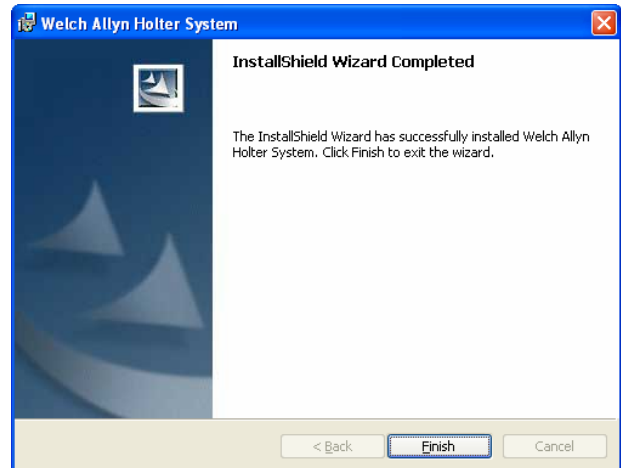 Welch Allyn Holter System
InstallShield Wizard Completed
The InstallShield Wizard has successfully installed Welch Allyn
Holter System. Click Finish to exit the wizard.
< Back
Finish
Cancel